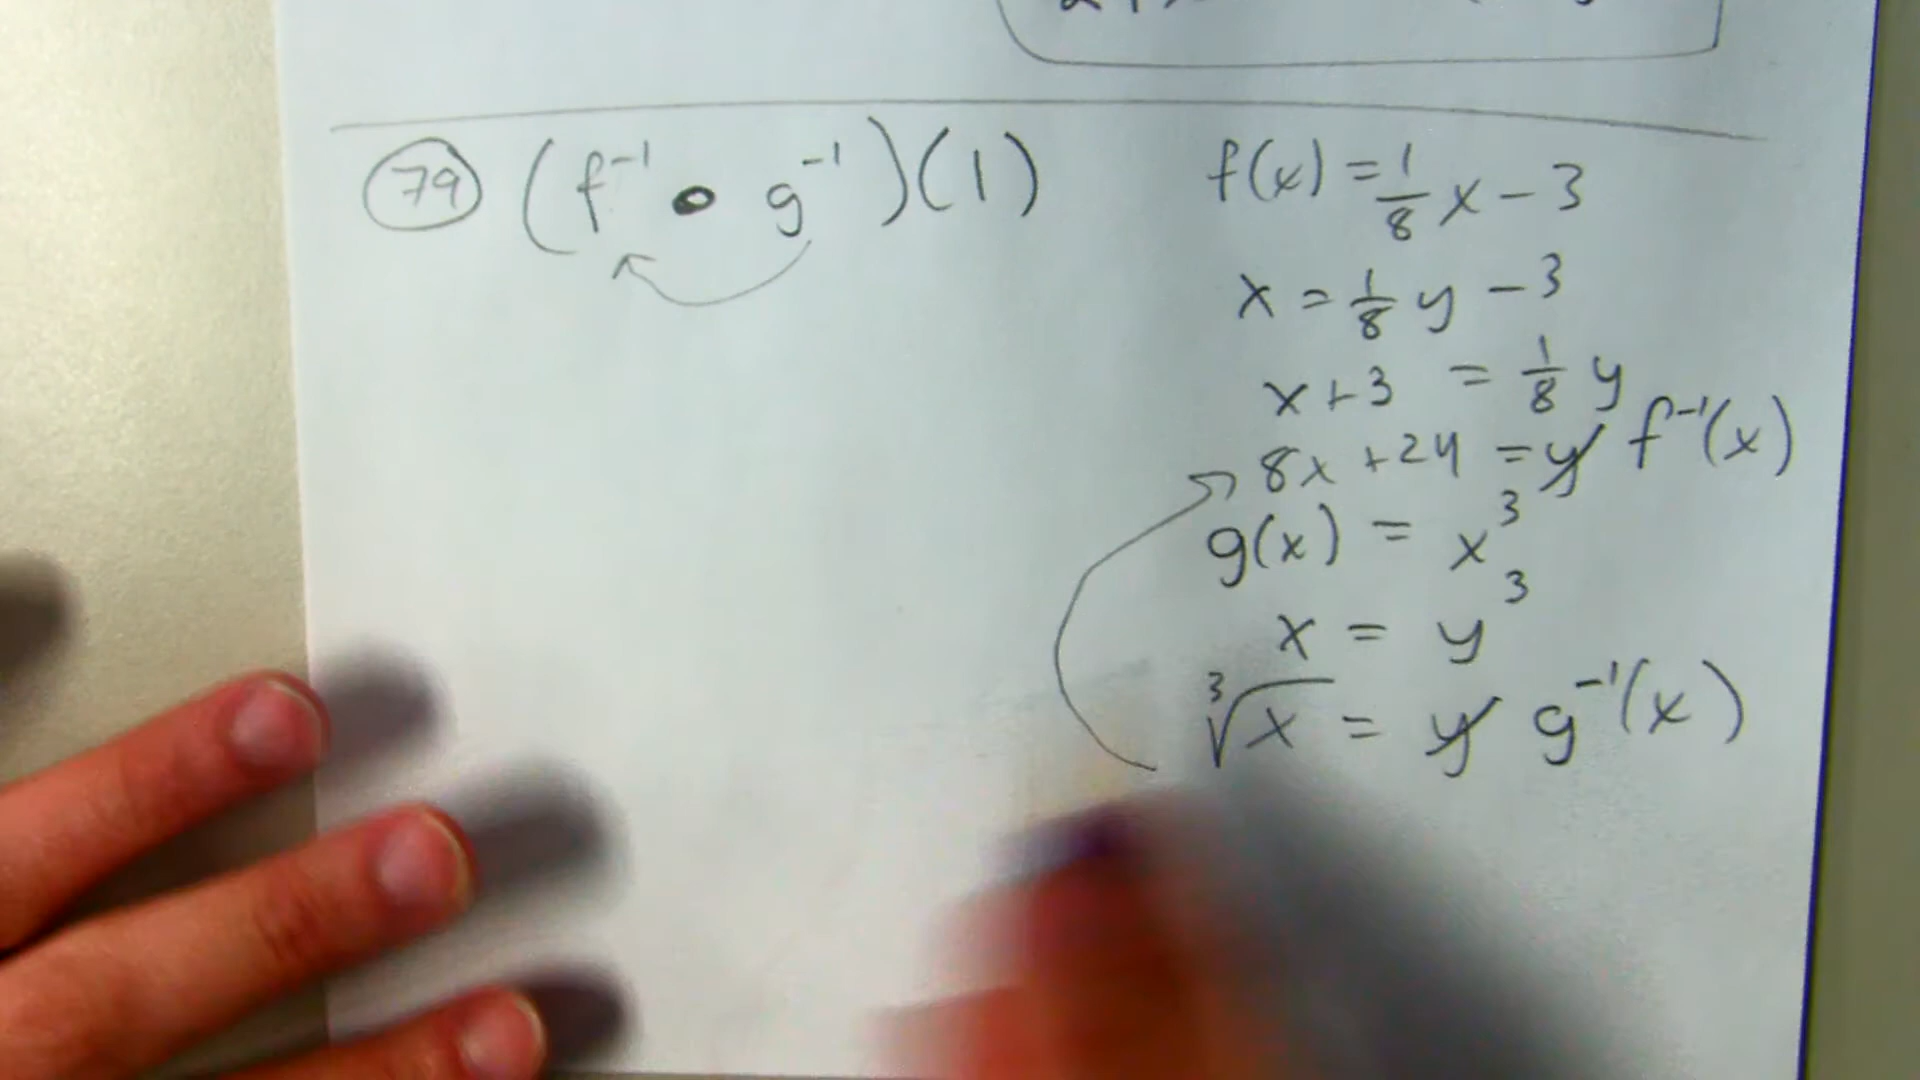 79 (f⁻¹ ∘ g⁻¹)(1)
f(x) = 1/8 x - 3
x = 1/8 y - 3
x + 3 = 1/8 y
8x + 24 = y f⁻¹(x)
g(x) = x³
x = y³
∛x = y g⁻¹(x)